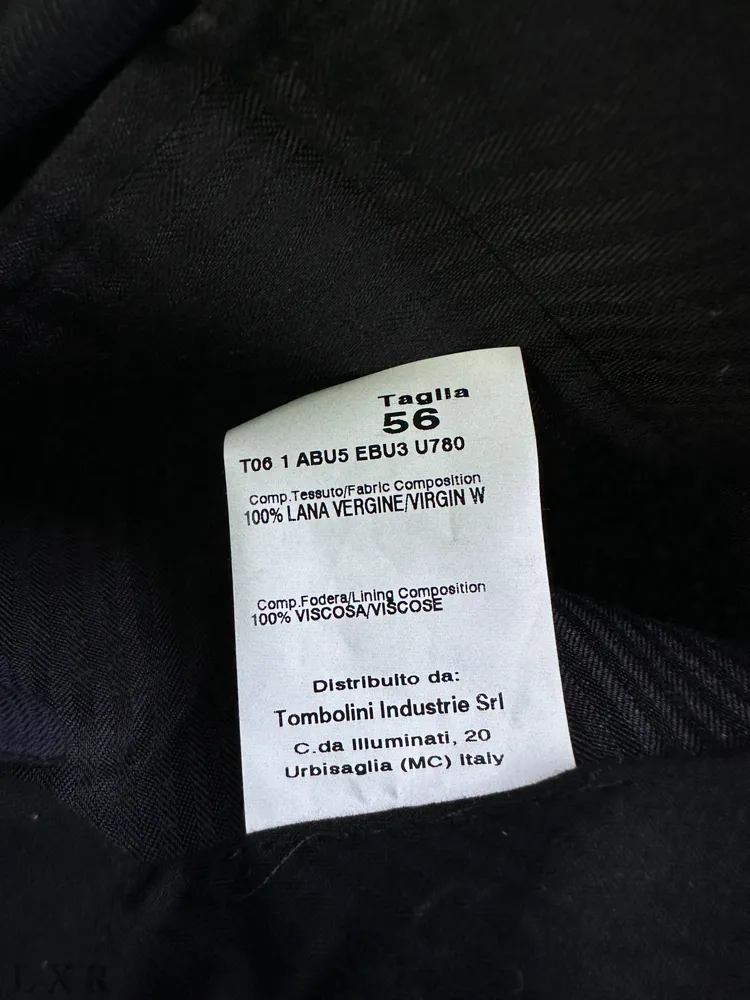 Taglia
56
T06 1 ABU5 EBU3 U780
Comp.Tessuto/Fabric Composition
100% LANA VERGINE/VIRGIN W
Comp.Fodera/Lining Composition
100% VISCOSA/VISCOSE
Distribuito da:
Tombolini Industrie Srl
C.da Illuminati, 20
Urbisaglia (MC) Italy
LXR